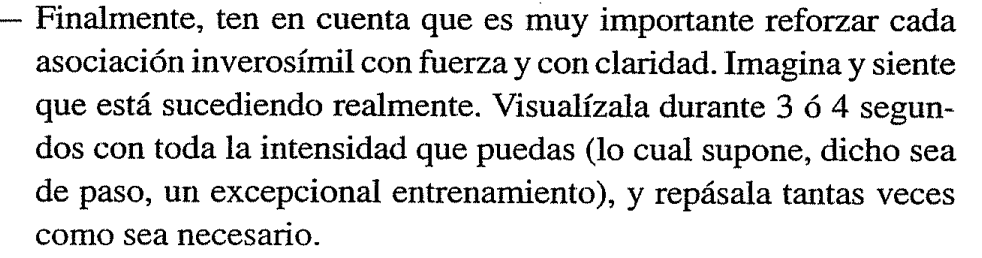 — Finalmente, ten en cuenta que es muy importante reforzar cada
asociación inverosímil con fuerza y con claridad. Imagina y siente
que está sucediendo realmente. Visualízala durante 3 ó 4 segun-
dos con toda la intensidad que puedas (lo cual supone, dicho sea
de paso, un excepcional entrenamiento), y repásala tantas veces
como sea necesario.